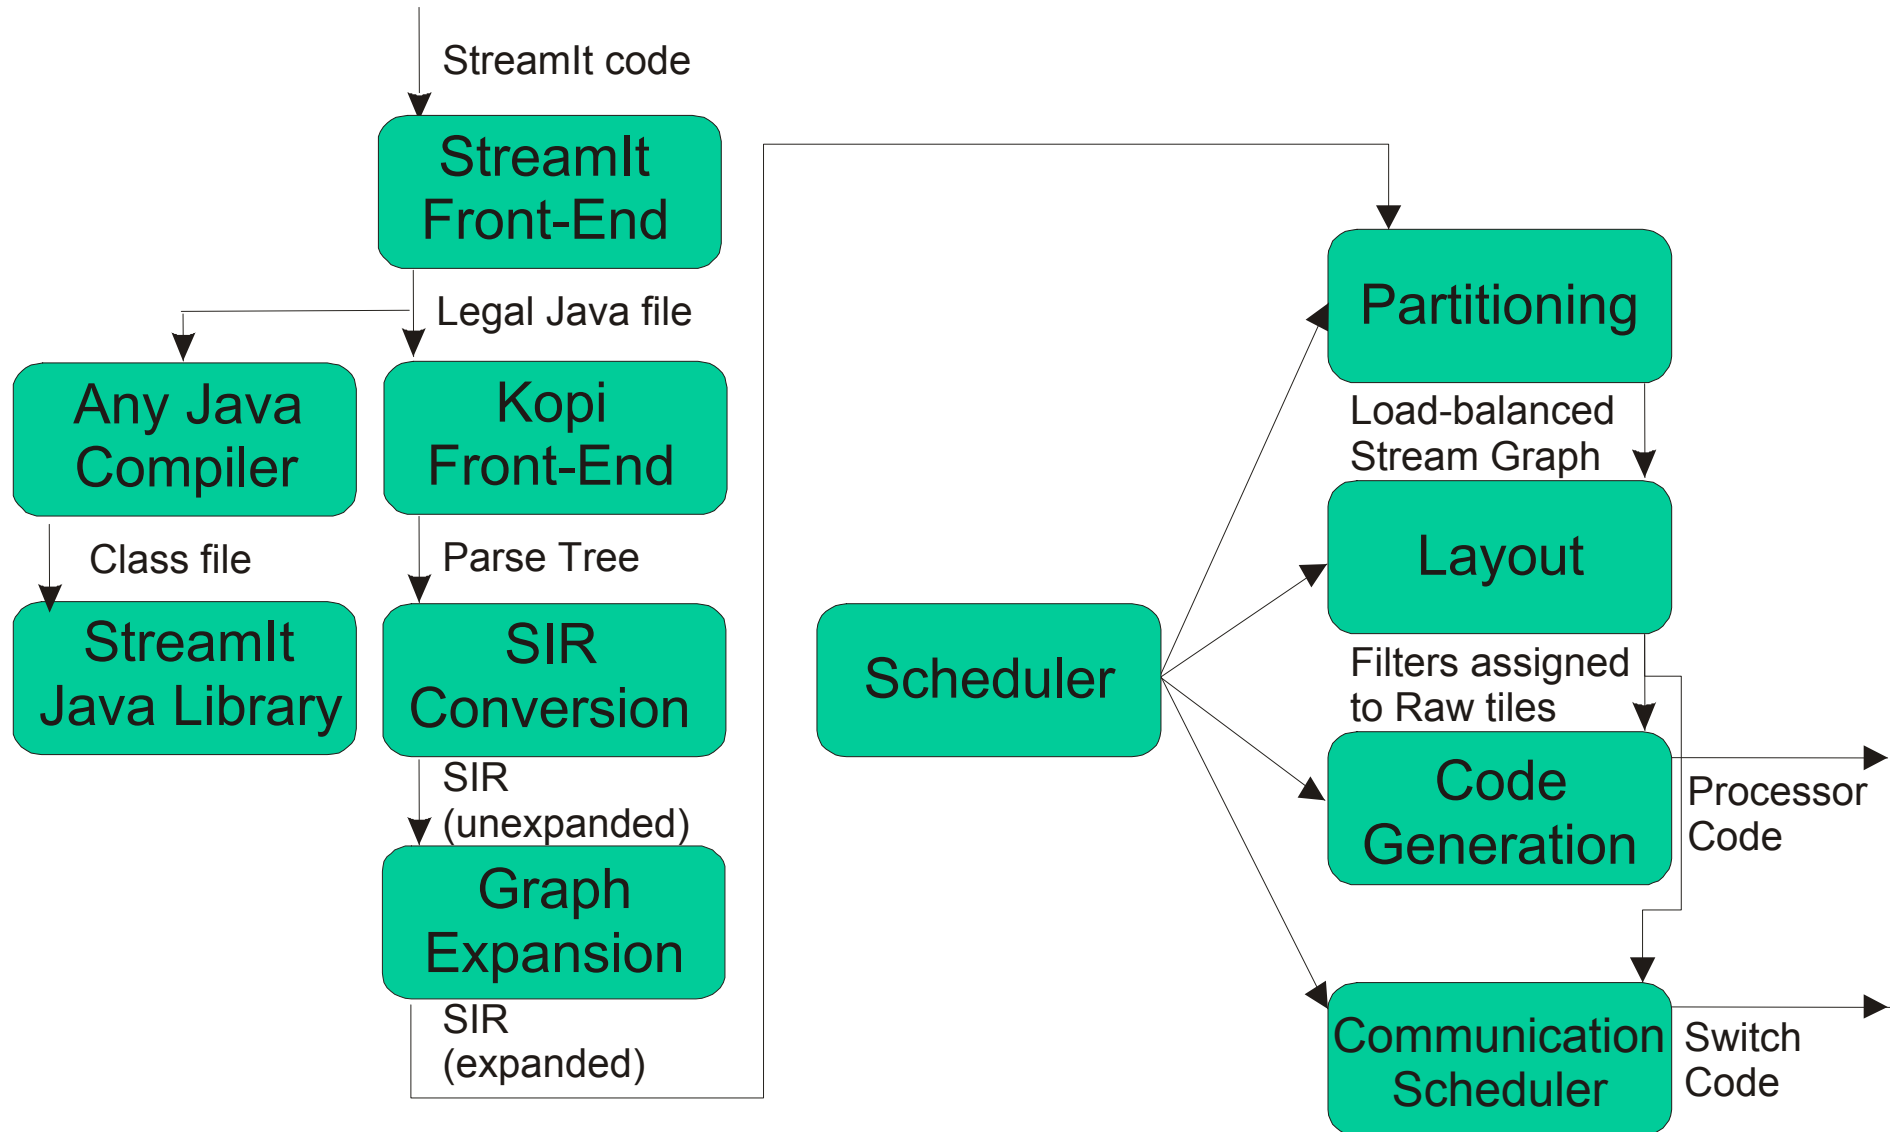 StreamIt code
StreamIt
Front-End
Legal Java file
Any Java
Compiler
Kopi
Front-End
Class file
Parse Tree
StreamIt
Java Library
SIR
Conversion
SIR
(unexpanded)
Graph
Expansion
SIR
(expanded)
Scheduler
Partitioning
Load-balanced
Stream Graph
Layout
Filters assigned
to Raw tiles
Code
Generation
Processor
Code
Communication
Scheduler
Switch
Code